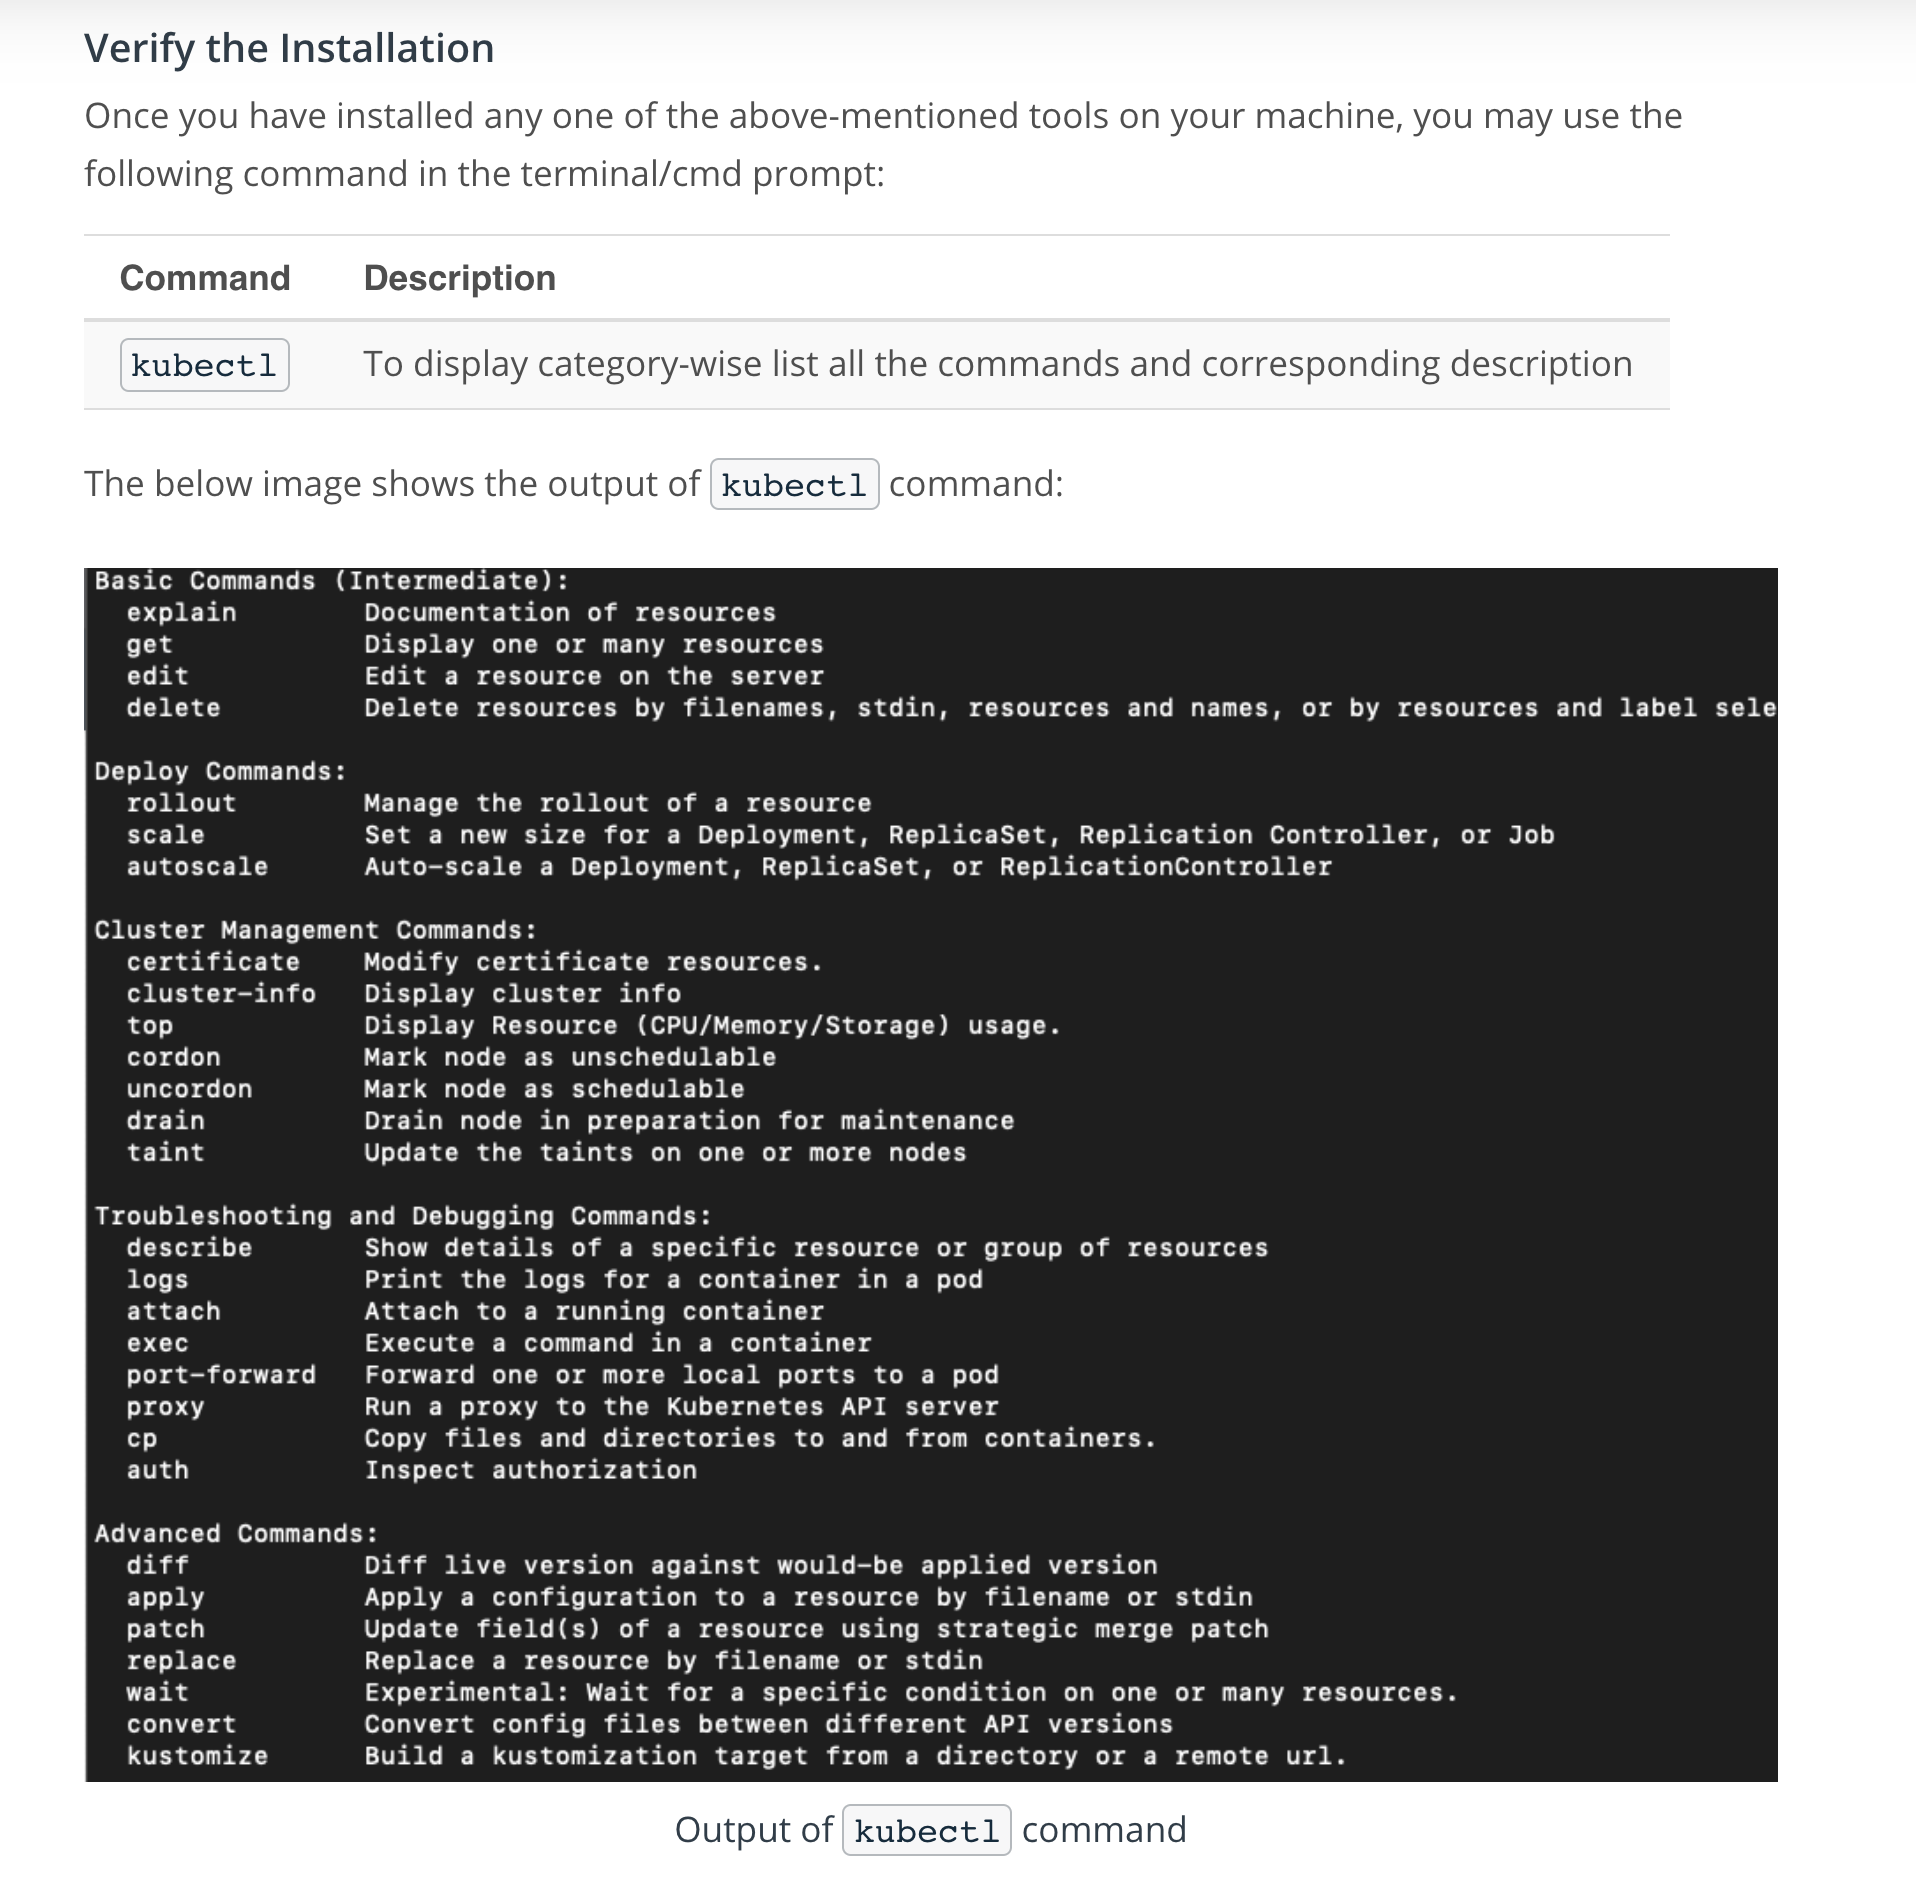 Verify the Installation
Once you have installed any one of the above-mentioned tools on your machine, you may use the
following command in the terminal/cmd prompt:
Command Description
kubectl To display category-wise list all the commands and corresponding description
The below image shows the output of kubectl command:
Basic Commands (Intermediate):
explain Documentation of resources
get Display one or many resources
edit Edit a resource on the server
delete Delete resources by filenames, stdin, resources and names, or by resources and label sele
Deploy Commands:
rollout Manage the rollout of a resource
scale Set a new size for a Deployment, ReplicaSet, Replication Controller, or Job
autoscale Auto-scale a Deployment, ReplicaSet, or ReplicationController
Cluster Management Commands:
certificate Modify certificate resources.
cluster-info Display cluster info
top Display Resource (CPU/Memory/Storage) usage.
cordon Mark node as unschedulable
uncordon Mark node as schedulable
drain Drain node in preparation for maintenance
taint Update the taints on one or more nodes
Troubleshooting and Debugging Commands:
describe Show details of a specific resource or group of resources
logs Print the logs for a container in a pod
attach Attach to a running container
exec Execute a command in a container
port-forward Forward one or more local ports to a pod
proxy Run a proxy to the Kubernetes API server
cp Copy files and directories to and from containers.
auth Inspect authorization
Advanced Commands:
diff Diff live version against would-be applied version
apply Apply a configuration to a resource by filename or stdin
patch Update field(s) of a resource using strategic merge patch
replace Replace a resource by filename or stdin
wait Experimental: Wait for a specific condition on one or many resources.
convert Convert config files between different API versions
kustomize Build a kustomization target from a directory or a remote url.
Output of kubectl command